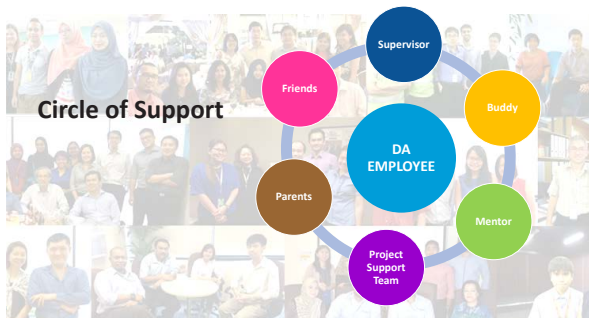 Circle of Support
Supervisor
Buddy
Mentor
Project
Support
Team
Parents
Friends
DA
EMPLOYEE